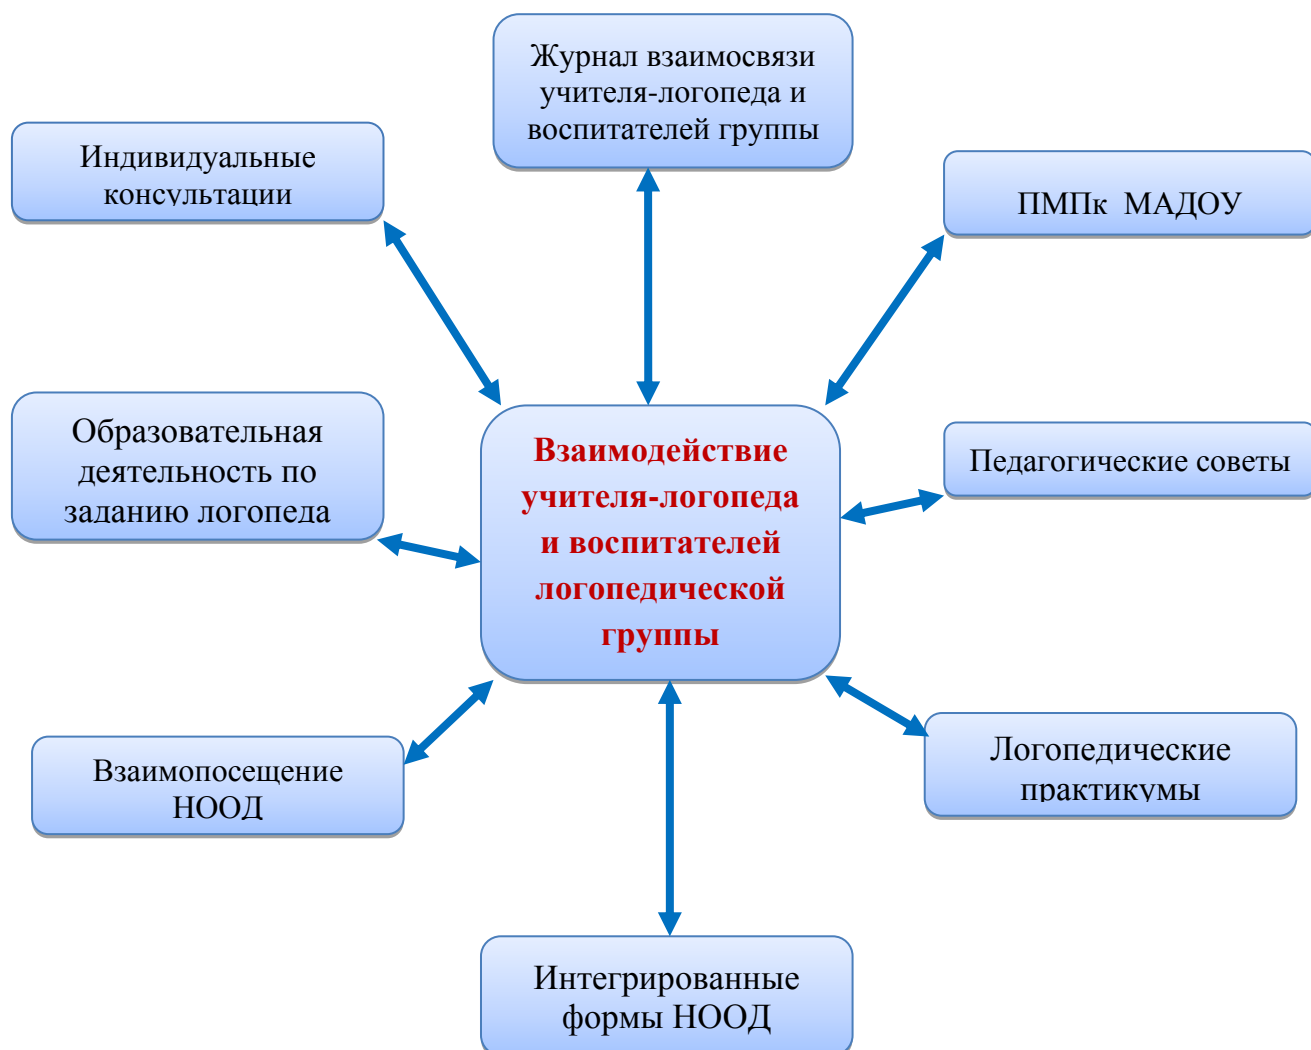 Журнал взаимосвязи
учителя-логопеда и
воспитателей группы
Индивидуальные
консультации
ПМПк МАДОУ
Образовательная
деятельность по
заданию логопеда
Взаимодействие
учителя-логопеда
и воспитателей
логопедической
группы
Педагогические советы
Взаимопосещение
НООД
Логопедические
практикумы
Интегрированные
формы НООД